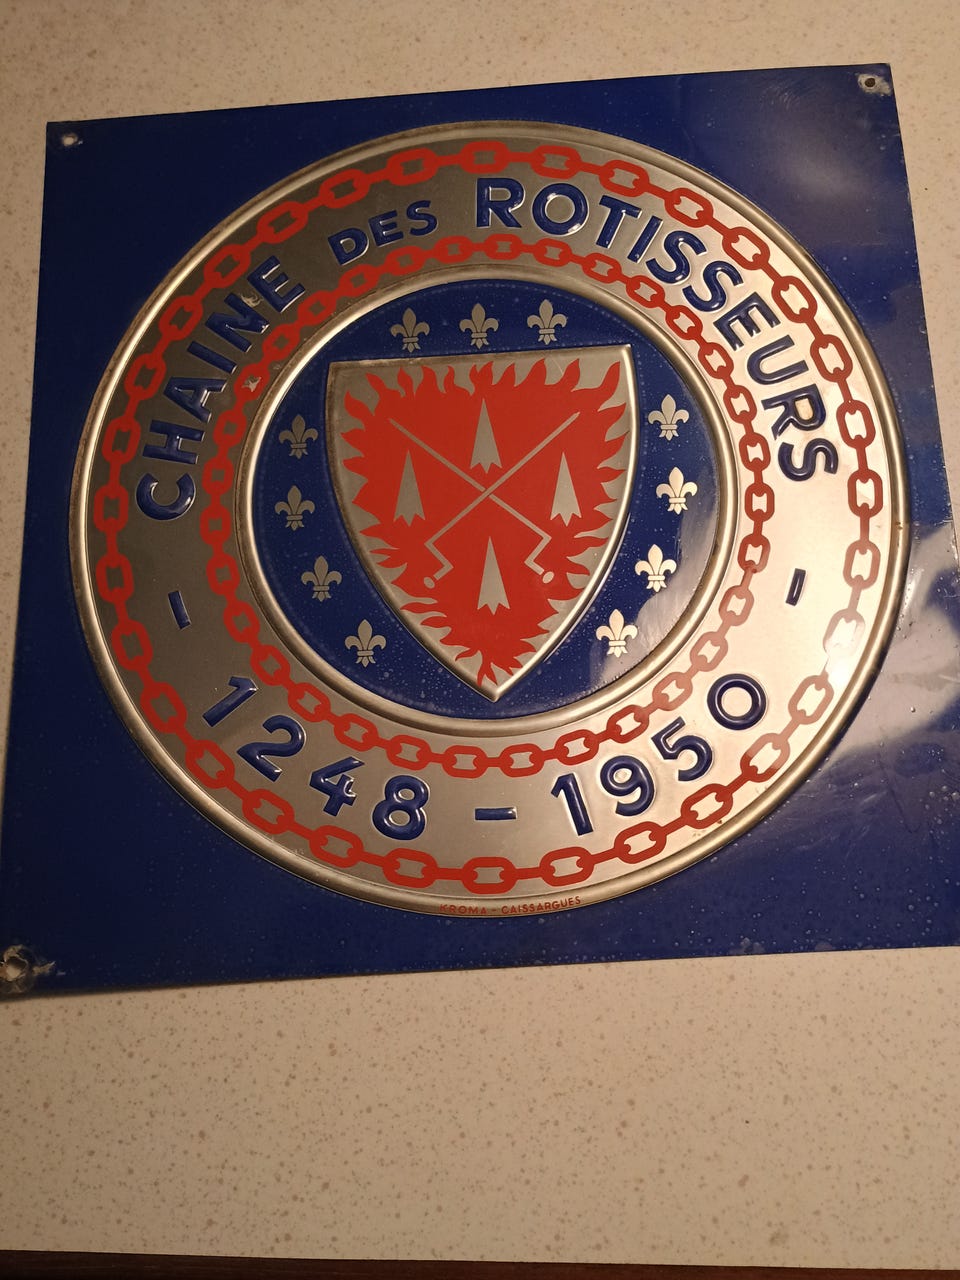 CHAINE DES ROTISSEURS
- 1248 - 1950 -
KROMA - CAISSARGUES